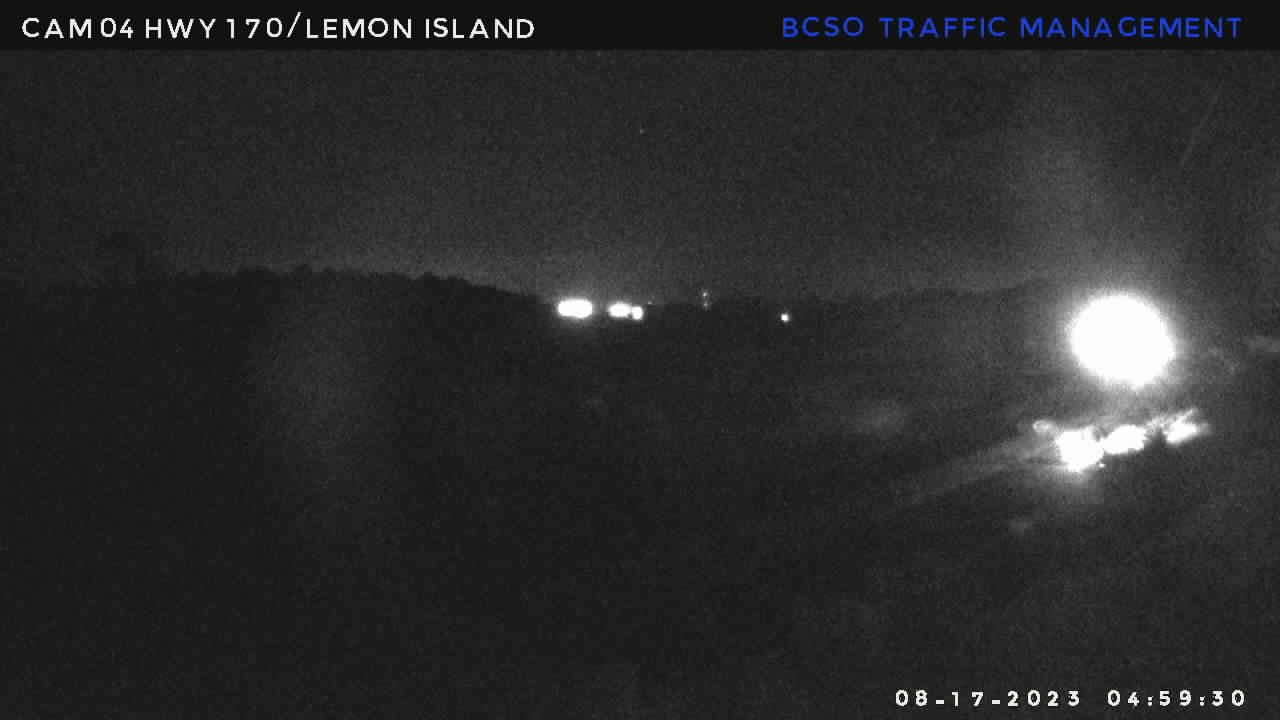 CAM 04 HWY 170/LEMON ISLAND
BCSO TRAFFIC MANAGEMENT
08-17-2023 04:59:30